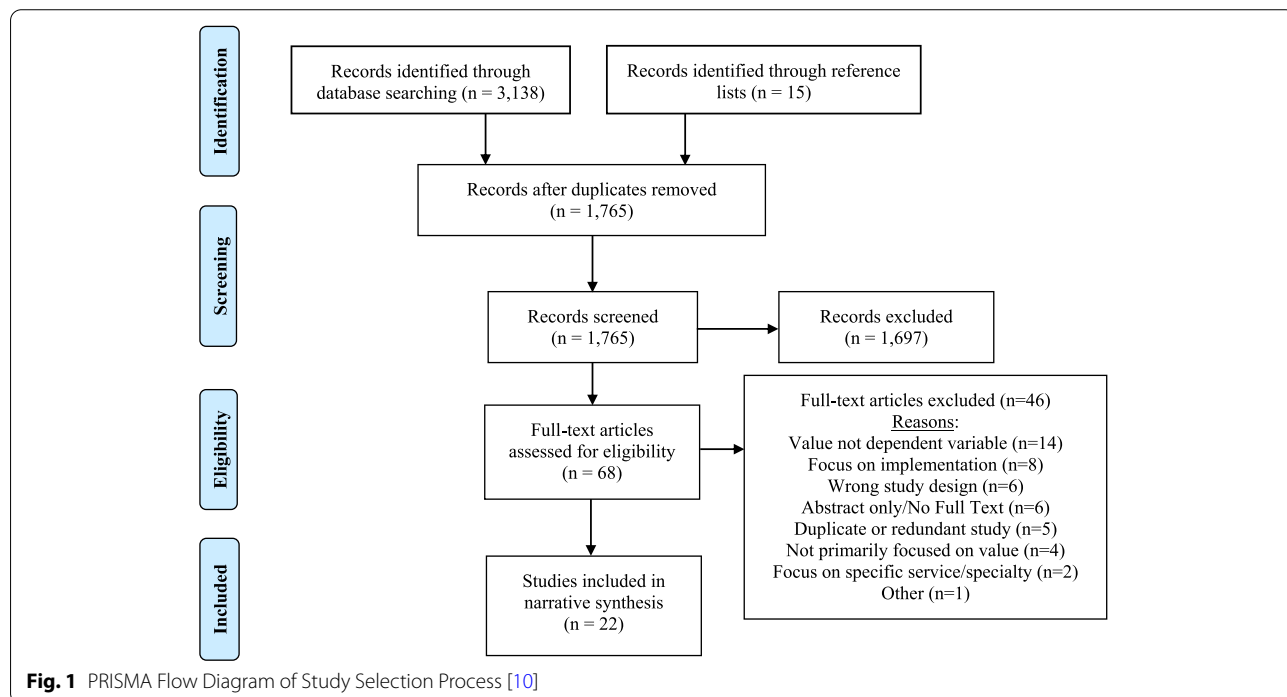 Identification
Records identified through
database searching (n = 3,138)
Records identified through reference
lists (n = 15)
Records after duplicates removed
(n = 1,765)
Screening
Records screened
(n = 1,765)
Records excluded
(n = 1,697)
Eligibility
Full-text articles
assessed for eligibility
(n = 68)
Full-text articles excluded (n=46)
Reasons:
Value not dependent variable (n=14)
Focus on implementation (n=8)
Wrong study design (n=6)
Abstract only/No Full Text (n=6)
Duplicate or redundant study (n=5)
Not primarily focused on value (n=4)
Focus on specific service/specialty (n=2)
Other (n=1)
Included
Studies included in
narrative synthesis
(n = 22)
Fig. 1 PRISMA Flow Diagram of Study Selection Process [10]